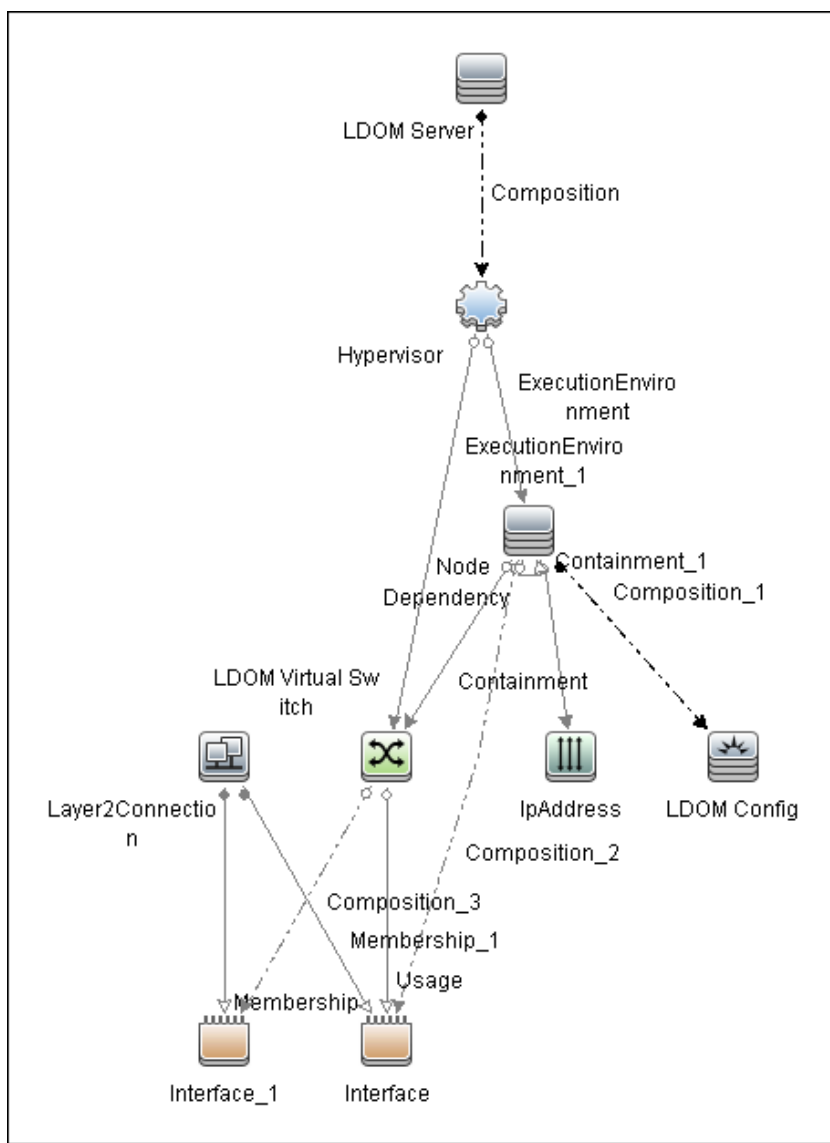 LDOM Server
Composition
Hypervisor
ExecutionEnviro
nment
ExecutionEnviro
nment_1
Node
Containment_1
Dependency
Composition_1
LDOM Virtual Sw
itch
Containment
Layer2Connectio
n
IpAddress
LDOM Config
Composition_2
Composition_3
Membership_1
Usage
Membership
Interface_1
Interface